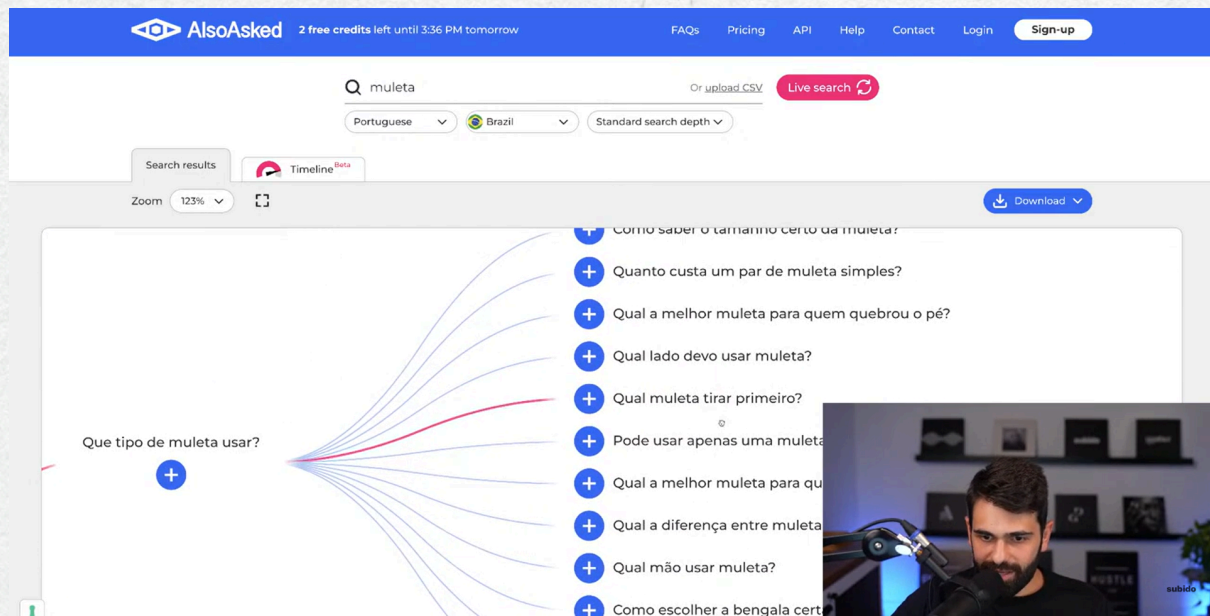 AlsoAsked 2 free credits left until 3:36 PM tomorrow FAQs Pricing API Help Contact Login Sign-up
muleta Or upload CSV Live search
Portuguese Brazil Standard search depth
Search results Timeline Beta
Zoom 123% Download
Como saber o tamanho certo da muleta?
Quanto custa um par de muleta simples?
Qual a melhor muleta para quem quebrou o pé?
Qual lado devo usar muleta?
Qual muleta tirar primeiro?
Que tipo de muleta usar?
Pode usar apenas uma muleta
Qual a melhor muleta para qu
Qual a diferença entre muleta
Qual mão usar muleta?
Como escolher a bengala cert
HUSTLE
subido